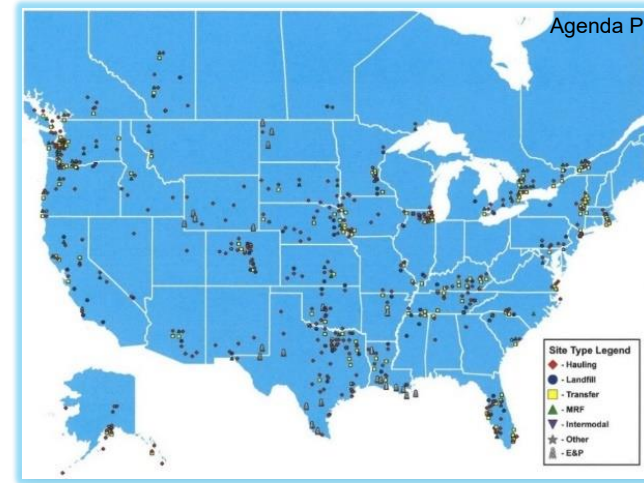 Agenda P
Site Type Legend
- Hauling
- Landfill
- Transfer
- MRF
- Intermodal
- Other
- E&P